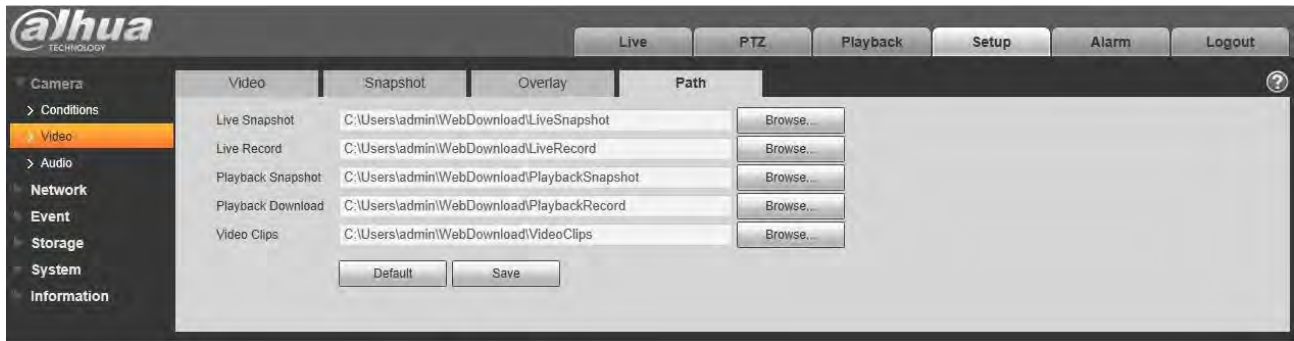 alhua
TECHNOLOGY
Live PTZ Playback Setup Alarm Logout
Camera Video Snapshot Overlay Path ?
> Conditions Live Snapshot C:\Users\admin\WebDownload\LiveSnapshot Browse...
> Video Live Record C:\Users\admin\WebDownload\LiveRecord Browse...
> Audio Playback Snapshot C:\Users\admin\WebDownload\PlaybackSnapshot Browse...
Network Playback Download C:\Users\admin\WebDownload\PlaybackRecord Browse...
Event Video Clips C:\Users\admin\WebDownload\VideoClips Browse...
Storage
System Default Save
Information